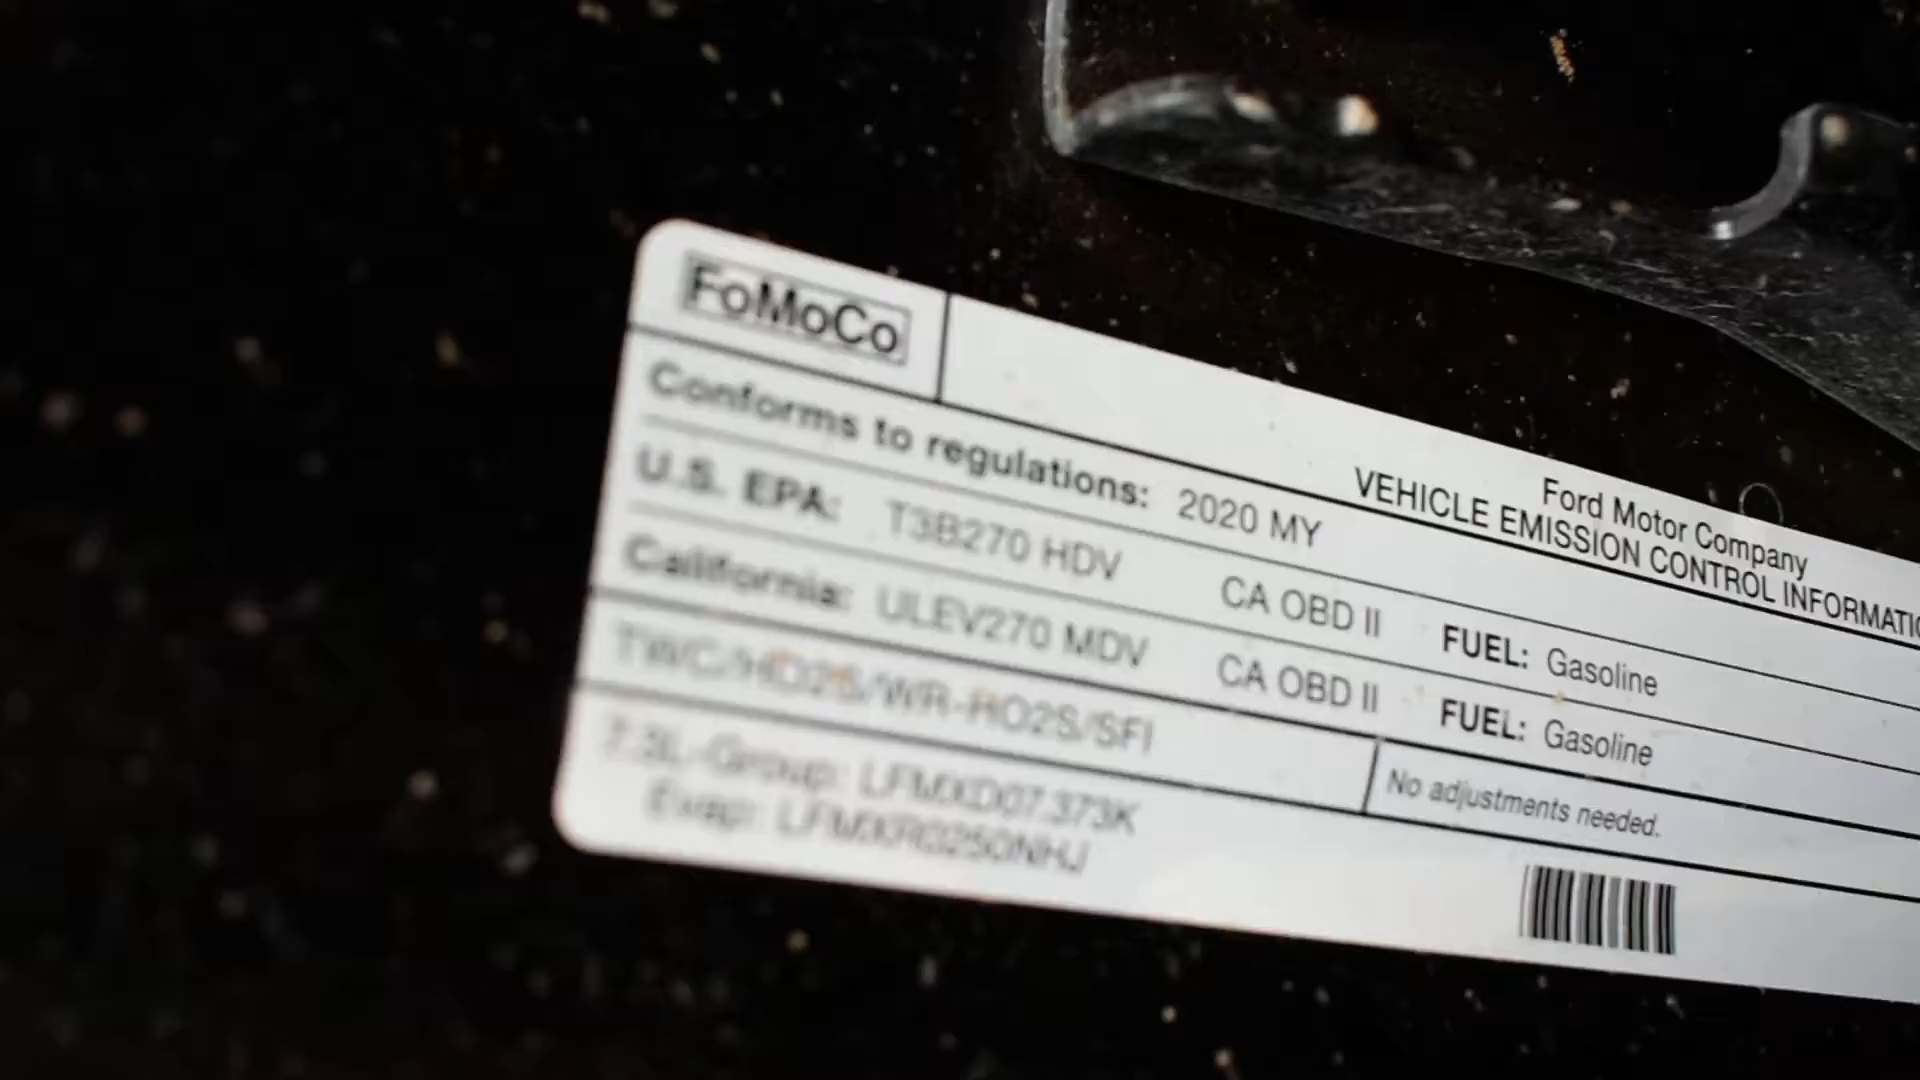 FoMoCo
Ford Motor Company
VEHICLE EMISSION CONTROL INFORMATIO
Conforms to regulations: 2020 MY
U.S. EPA: T3B270 HDV CA OBD II FUEL: Gasoline
California: ULEV270 MDV CA OBD II FUEL: Gasoline
TWC/HO2S/WR-HO2S/SFI
No adjustments needed.
7.3L-Group: LFMXD07.373K
Evap: LFMXR0250NHJ